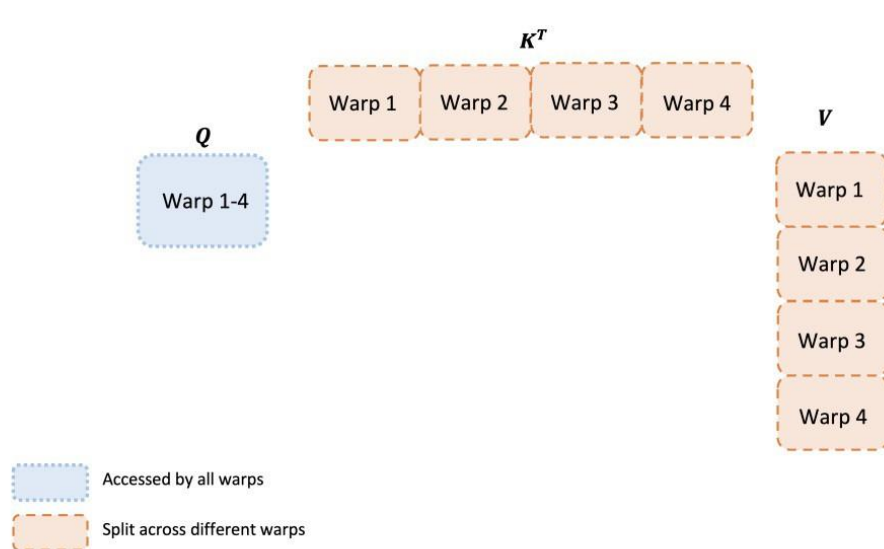 K^T
Warp 1
Warp 2
Warp 3
Warp 4
V
Q
Warp 1-4
Warp 1
Warp 2
Warp 3
Warp 4
Accessed by all warps
Split across different warps